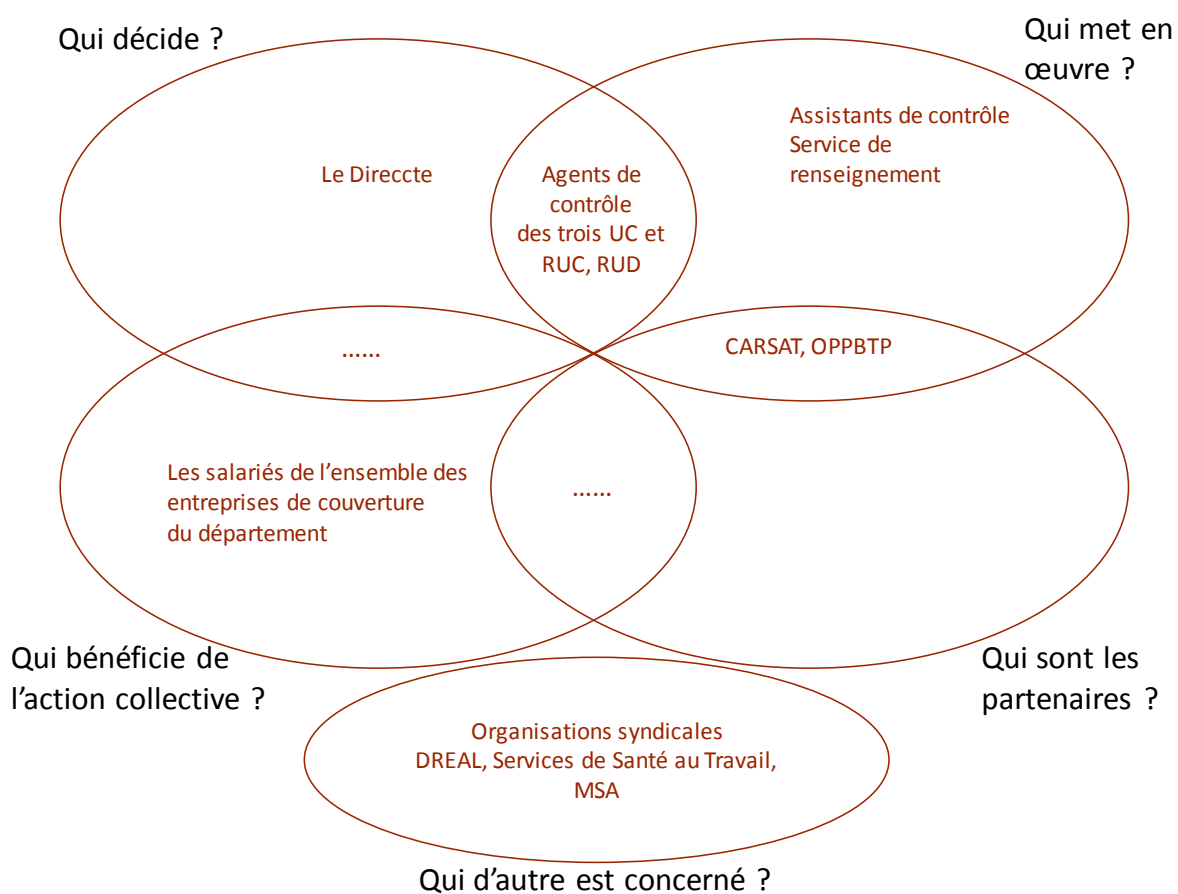 Qui décide ?
Qui met en
œuvre ?
Assistants de contrôle
Service de
renseignement
Le Direccte
Agents de
contrôle
des trois UC et
RUC, RUD
......
CARSAT, OPPBTP
Les salariés de l’ensemble des
entreprises de couverture
du département
......
Qui bénéficie de
l’action collective ?
Qui sont les
partenaires ?
Organisations syndicales
DREAL, Services de Santé au Travail,
MSA
Qui d’autre est concerné ?